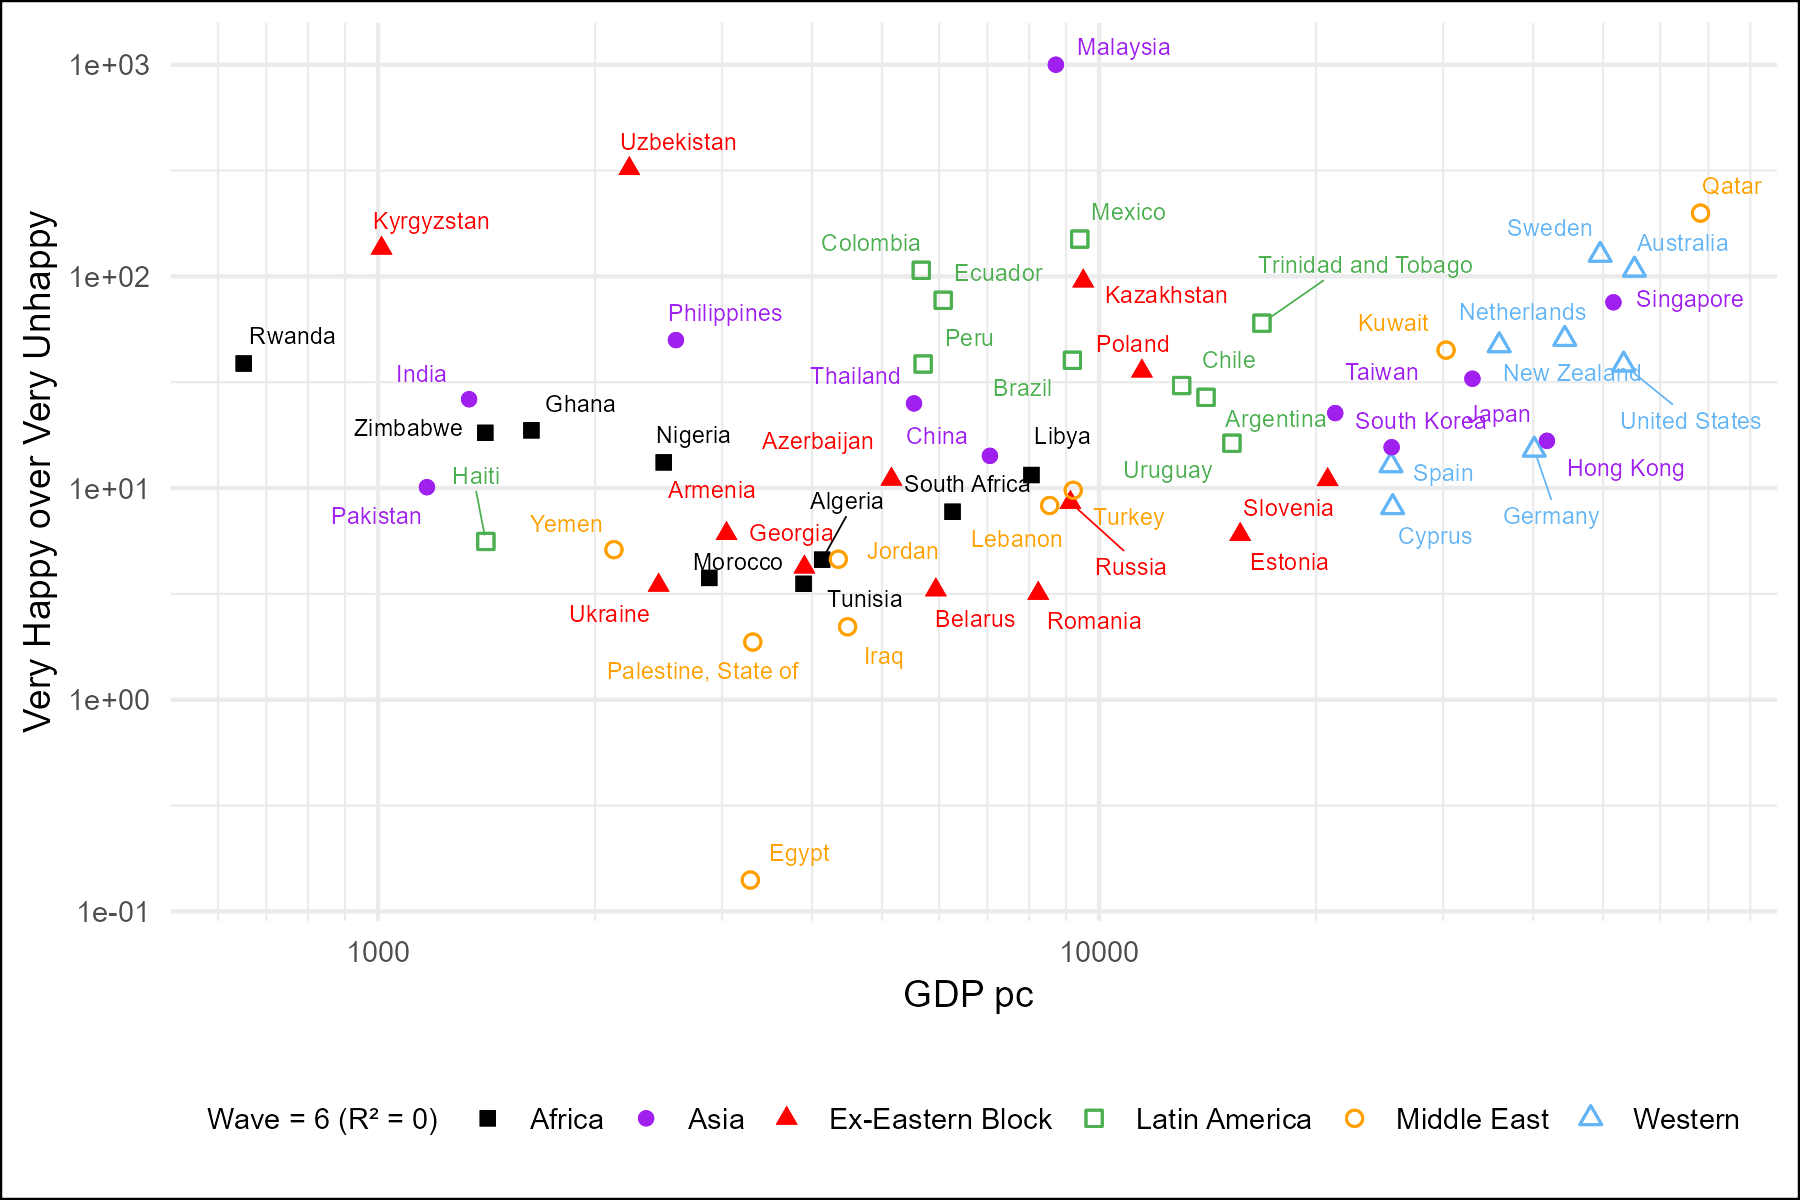 Malaysia
1e+03
Uzbekistan
Qatar
Mexico
Kyrgyzstan
Sweden
Colombia
Australia
Trinidad and Tobago
Ecuador
1e+02
Kazakhstan
Singapore
Philippines
Netherlands
Kuwait
Rwanda
Peru
Poland
Chile
India
Thailand
Taiwan
New Zealand
Brazil
Ghana
Japan
Argentina
South Korea
United States
Zimbabwe
Nigeria
Azerbaijan
China
Libya
Haiti
Uruguay
Spain
Hong Kong
1e+01
Armenia
South Africa
Algeria
Slovenia
Pakistan
Yemen
Turkey
Germany
Georgia
Lebanon
Cyprus
Jordan
Morocco
Russia
Estonia
Tunisia
Ukraine
Belarus
Romania
Iraq
Palestine, State of
1e+00
Egypt
1e-01
Very Happy over Very Unhappy
1000
10000
GDP pc
Wave = 6 (R² = 0) Africa Asia Ex-Eastern Block Latin America Middle East Western